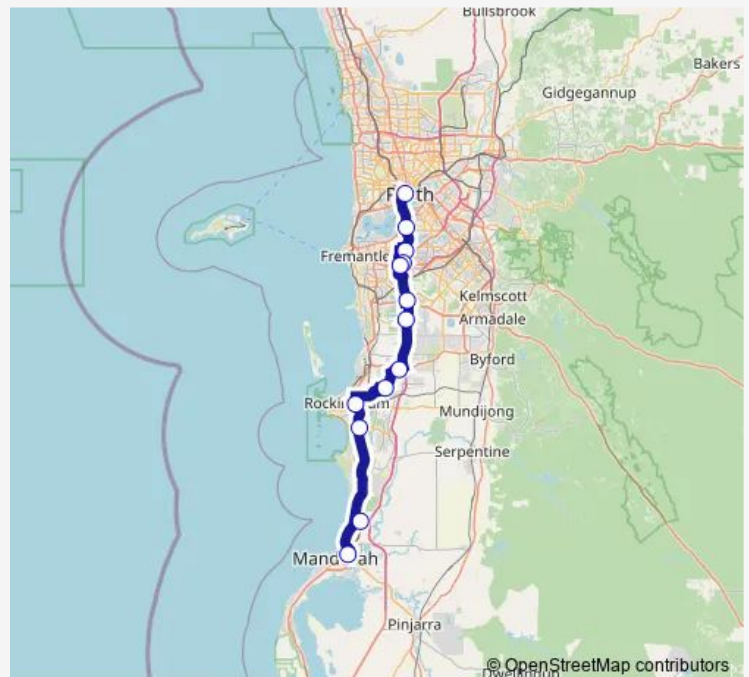 Bullsbrook
Bakers
Gidgegannup
Perth
Fremantle
Kelmscott
Armadale
Byford
Rockingham
Mundijong
Serpentine
Mandurah
Pinjarra
© OpenStreetMap contributors